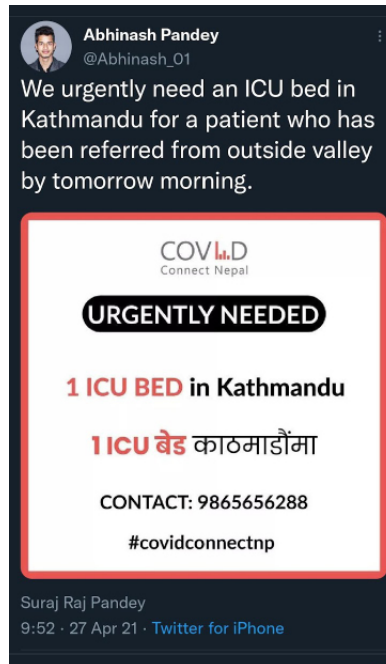 Abhinash Pandey
@Abhinash_01
We urgently need an ICU bed in
Kathmandu for a patient who has
been referred from outside valley
by tomorrow morning.
COVID
Connect Nepal
URGENTLY NEEDED
1 ICU BED in Kathmandu
1 ICU बेड काठमाडौंमा
CONTACT: 9865656288
#covidconnectnp
Suraj Raj Pandey
9:52 · 27 Apr 21 · Twitter for iPhone